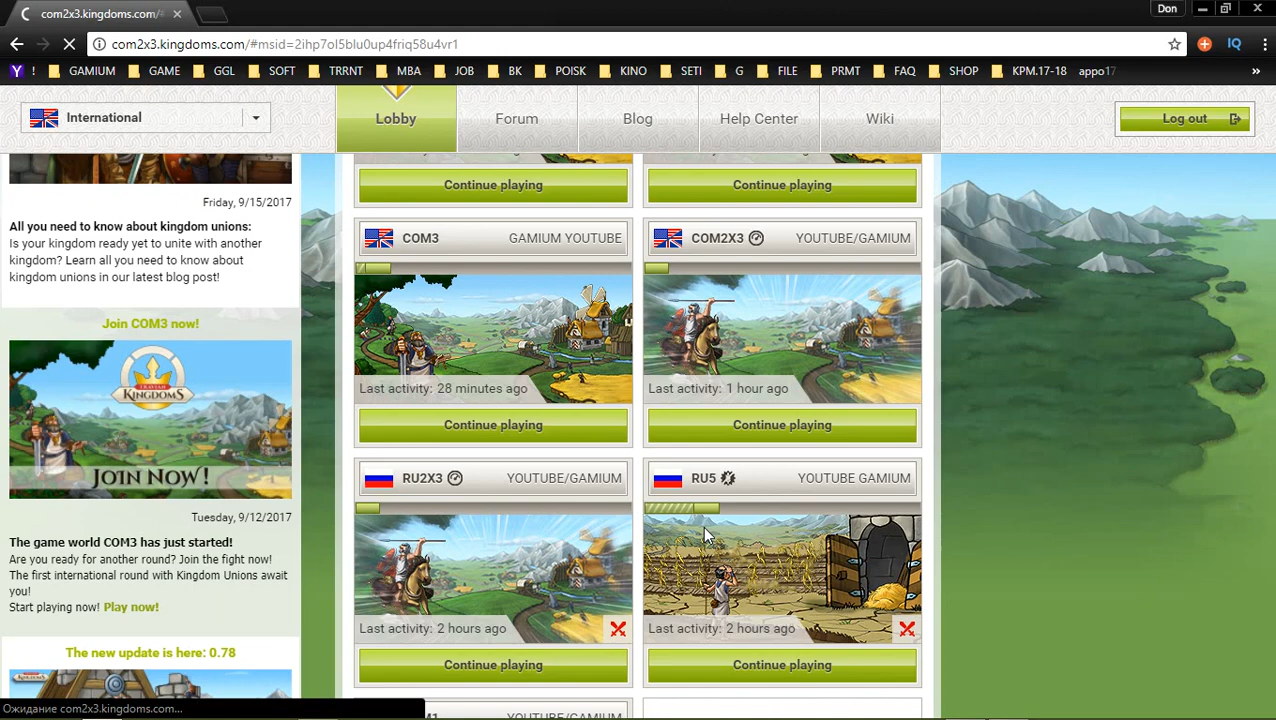 com2x3.kingdoms.com/#
Don
com2x3.kingdoms.com/#msid=2ihp7ol5blu0up4friq58u4vr1
IQ
Y ! GAMIUM GAME GGL SOFT TRRNT MBA JOB BK POISK KINO SETI G FILE PRMT FAQ SHOP KPM.17-18 appo17 »
International
Lobby
Forum
Blog
Help Center
Wiki
Log out
Friday, 9/15/2017
All you need to know about kingdom unions:
Is your kingdom ready yet to unite with another
kingdom? Learn all you need to know about
kingdom unions in our latest blog post!
Join COM3 now!
TRAVIAN
KINGDOMS
JOIN NOW!
Tuesday, 9/12/2017
The game world COM3 has just started!
Are you ready for another round? Join the fight now!
The first international round with Kingdom Unions await
you!
Start playing now! Play now!
The new update is here: 0.78
Continue playing
Continue playing
COM3 GAMIUM YOUTUBE
Last activity: 28 minutes ago
Continue playing
COM2X3 YOUTUBE/GAMIUM
Last activity: 1 hour ago
Continue playing
RU2X3 YOUTUBE/GAMIUM
Last activity: 2 hours ago
Continue playing
RU5 YOUTUBE GAMIUM
Last activity: 2 hours ago
Continue playing
YOUTUBE/GAMIUM
Ожидание com2x3.kingdoms.com...